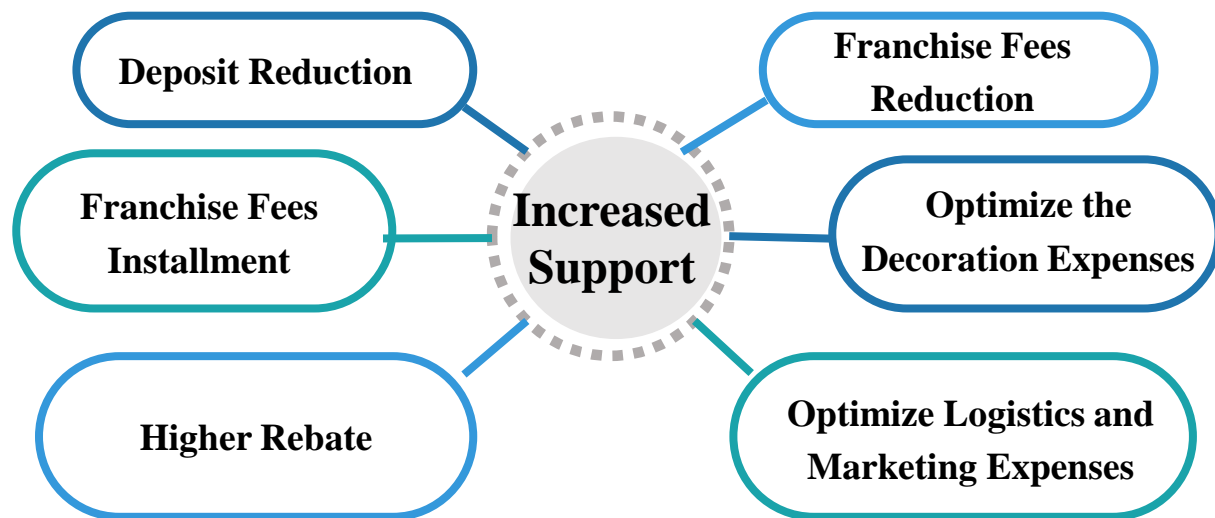 Deposit Reduction
Franchise Fees
Reduction
Franchise Fees
Installment
Increased
Support
Optimize the
Decoration Expenses
Higher Rebate
Optimize Logistics and
Marketing Expenses